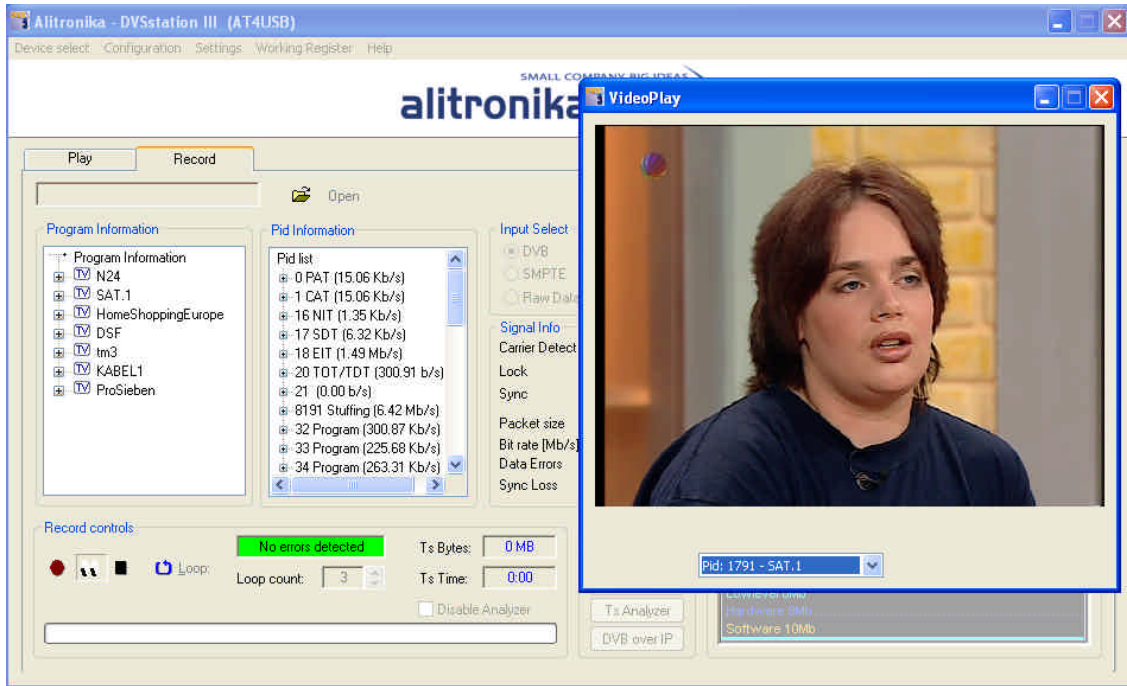 Alitronika - DVSstation III (AT4USB)
Device select Configuration Settings Working Register Help
SMALL COMPANY BIG IDEAS
alitronika
VideoPlay
Play
Record
Open
Program Information
Program Information
N24
SAT.1
HomeShoppingEurope
DSF
tm3
KABEL1
ProSieben
Pid Information
Pid list
0 PAT (15.06 Kb/s)
1 CAT (15.06 Kb/s)
16 NIT (1.35 Kb/s)
17 SDT (6.32 Kb/s)
18 EIT (1.49 Mb/s)
20 TOT/TDT (300.91 b/s)
21 (0.00 b/s)
8191 Stuffing (6.42 Mb/s)
32 Program (300.87 Kb/s)
33 Program (225.68 Kb/s)
34 Program (263.31 Kb/s)
Input Select
DVB
SMPTE
Raw Data
Signal Info
Carrier Detect
Lock
Sync
Packet size
Bit rate [Mb/s]
Data Errors
Sync Loss
Pid: 1791 - SAT.1
Record controls
Loop:
No errors detected
Loop count: 3
Ts Bytes: 0 MB
Ts Time: 0:00
Disable Analyzer
Ts Analyzer
DVB over IP
Hardware 8Mb
Software 10Mb